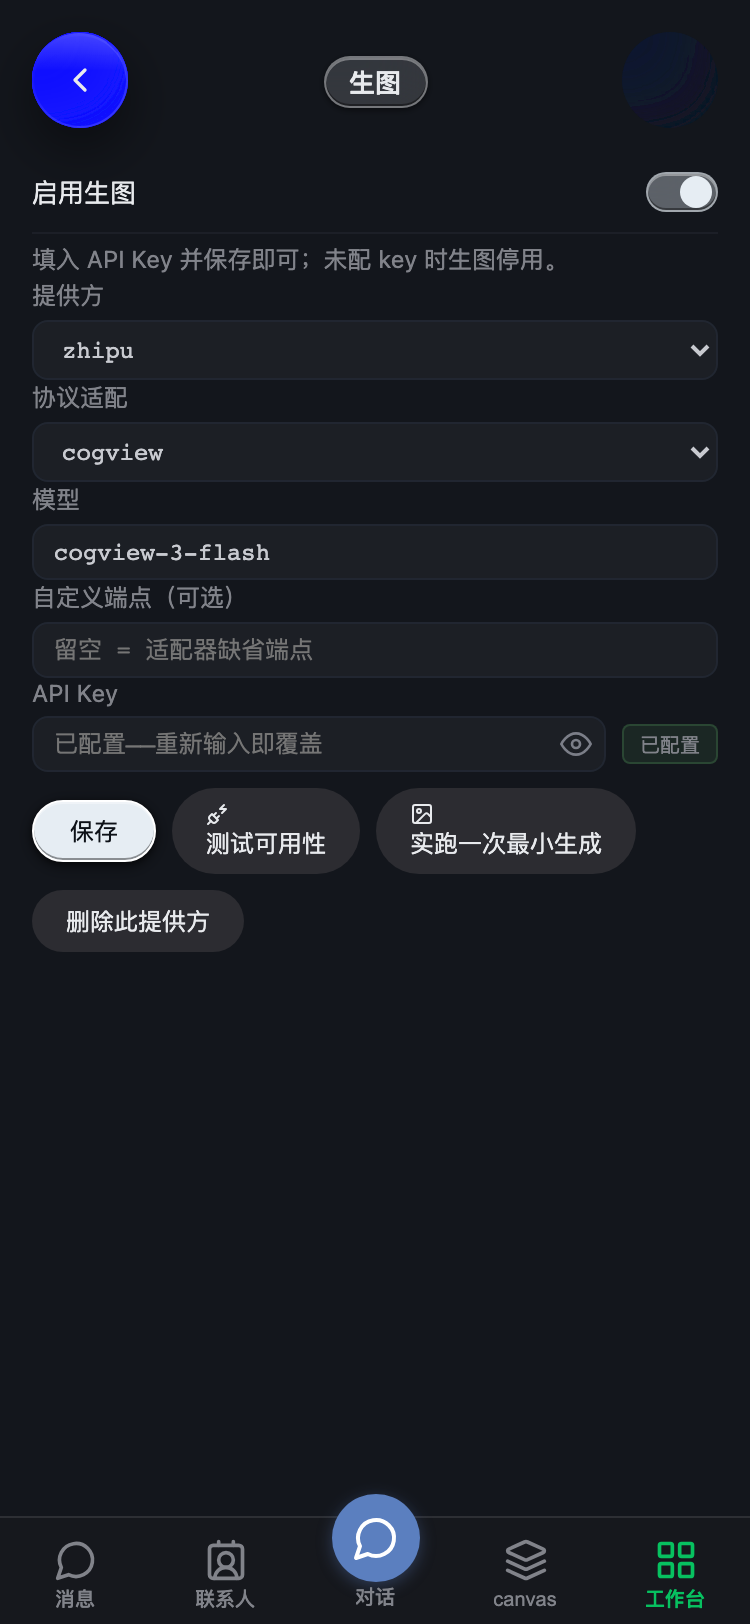 生图
启用生图
填入 API Key 并保存即可；未配 key 时生图停用。
提供方
zhipu
协议适配
cogview
模型
cogview-3-flash
自定义端点（可选）
留空 = 适配器缺省端点
API Key
已配置——重新输入即覆盖
已配置
保存
测试可用性
实跑一次最小生成
删除此提供方
消息
联系人
对话
canvas
工作台